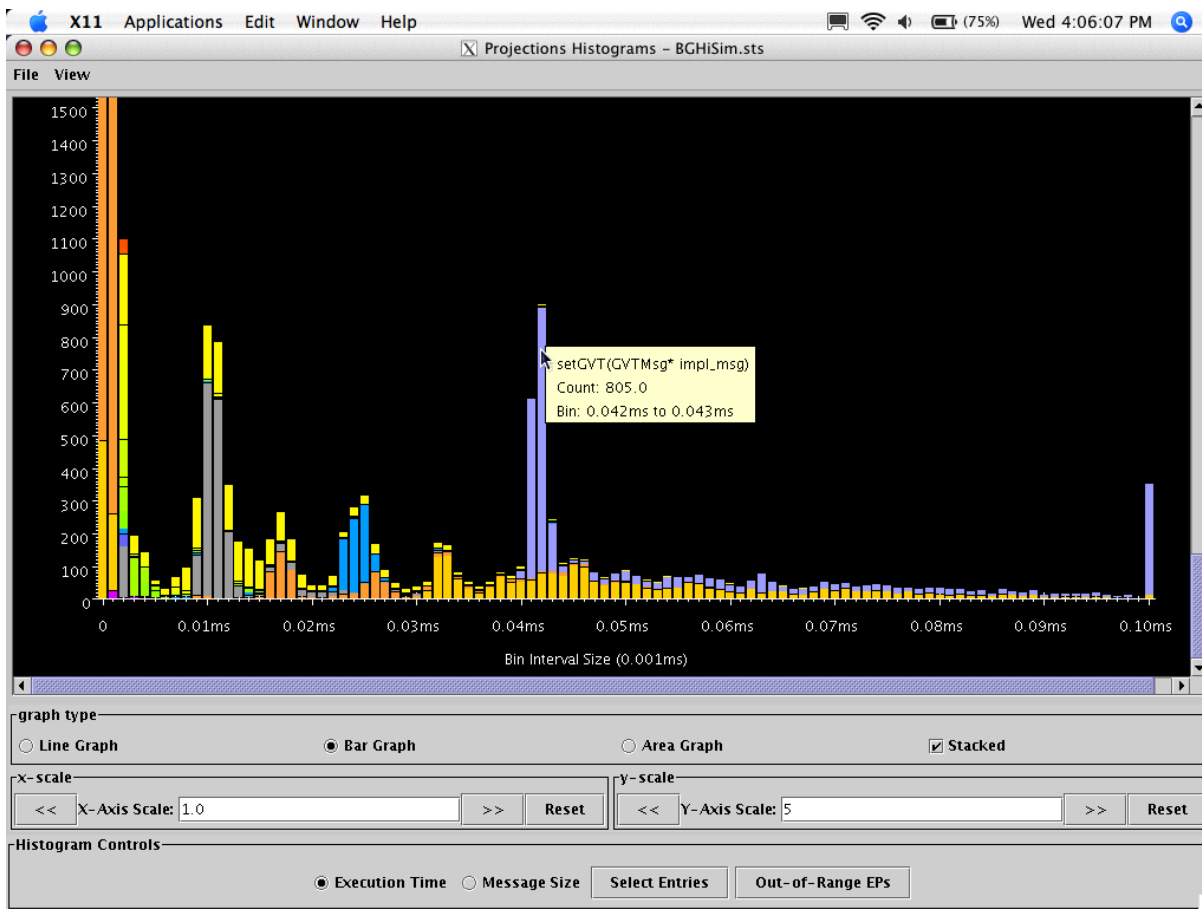 X11 Applications Edit Window Help (75%) Wed 4:06:07 PM
X Projections Histograms – BGHiSim.sts
File View
1500
1400
1300
1200
1100
1000
900
800
700
600
500
400
300
200
100
0
setGVT(GVTMsg* impl_msg)
Count: 805.0
Bin: 0.042ms to 0.043ms
0 0.01ms 0.02ms 0.03ms 0.04ms 0.05ms 0.06ms 0.07ms 0.08ms 0.09ms 0.10ms
Bin Interval Size (0.001ms)
graph type
Line Graph Bar Graph Area Graph Stacked
x-scale y-scale
<< X-Axis Scale: 1.0 >> Reset << Y-Axis Scale: 5 >> Reset
Histogram Controls
Execution Time Message Size Select Entries Out-of-Range EPs